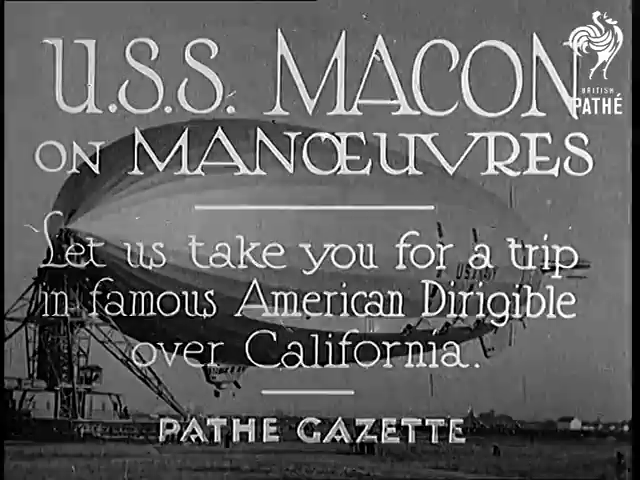 U.S.S. MACON
ON MANŒUVRES
Let us take you for a trip
in famous American Dirigible
over California.
PATHE GAZETTE
BRITISH
PATHÉ